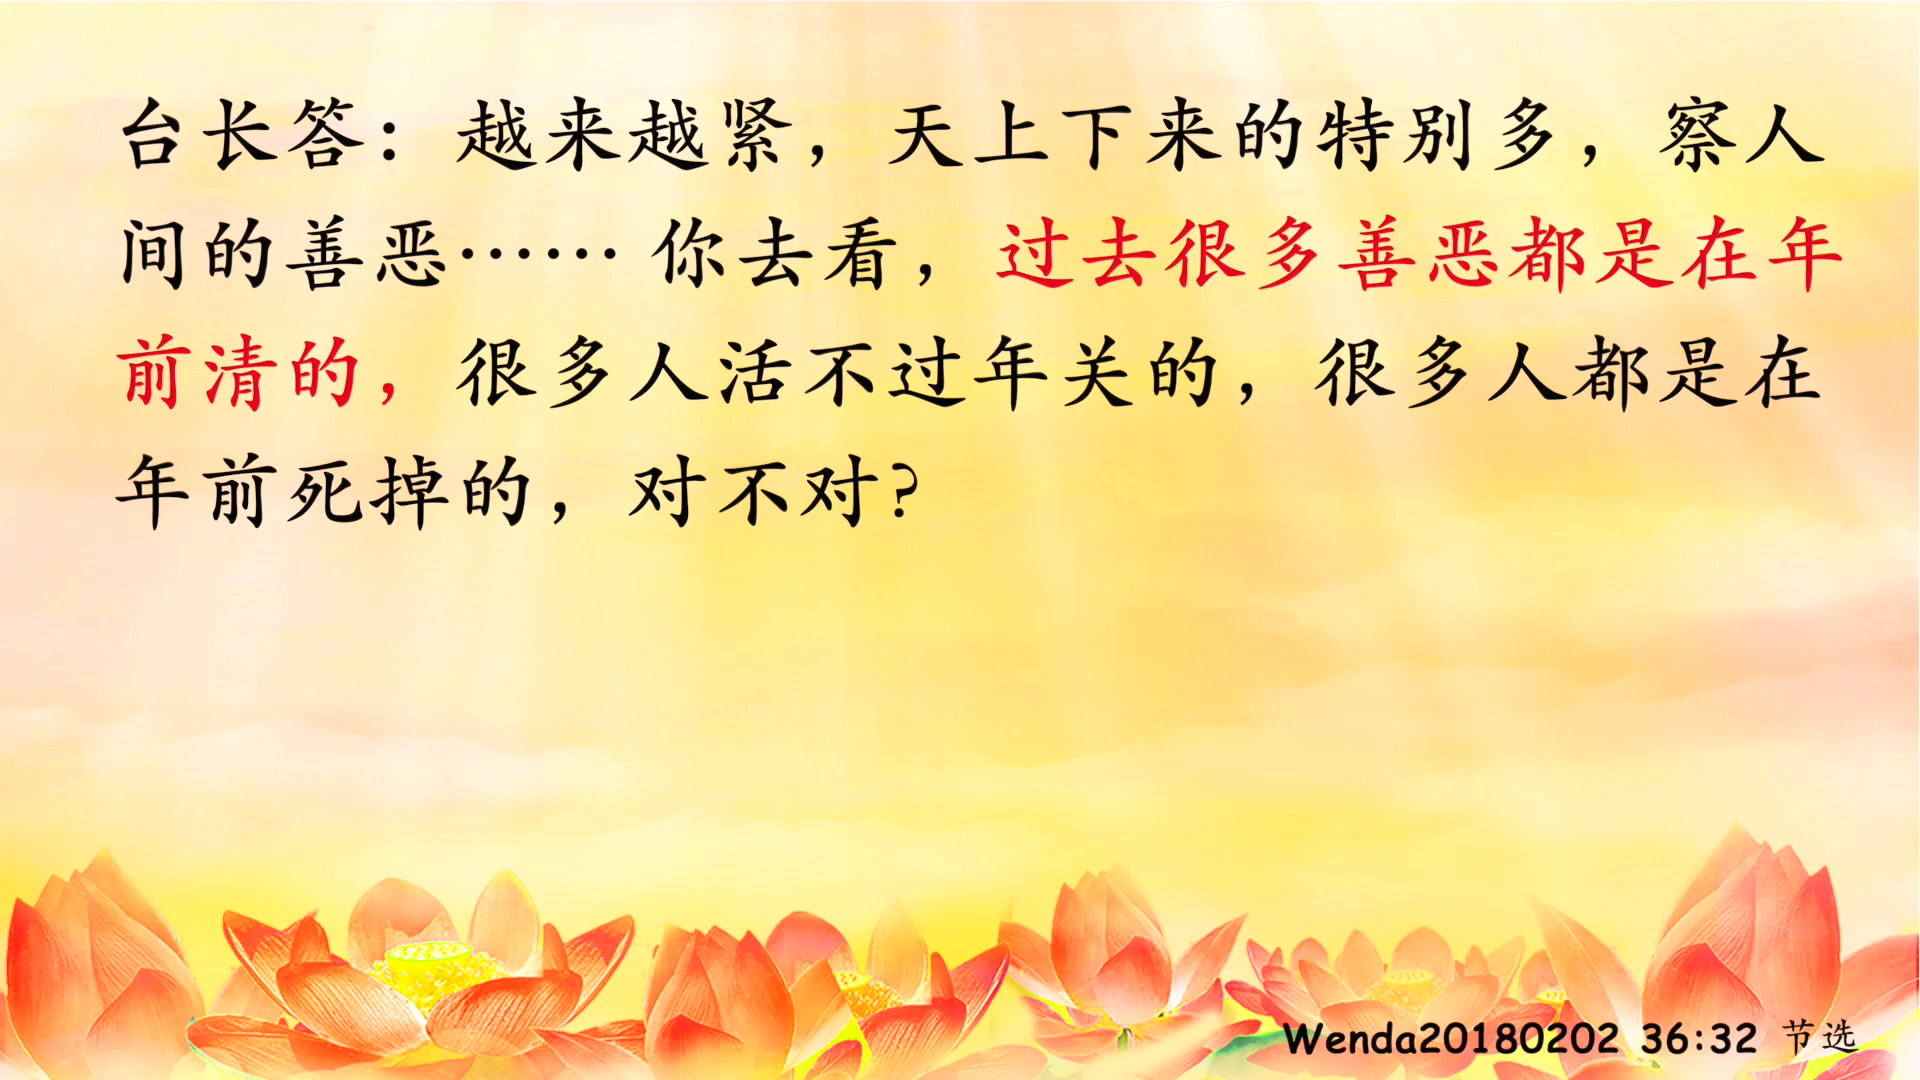 台长答：越来越紧，天上下来的特别多，察人
间的善恶…… 你去看，过去很多善恶都是在年
前清的，很多人活不过年关的，很多人都是在
年前死掉的，对不对？
Wenda20180202 36:32 节选